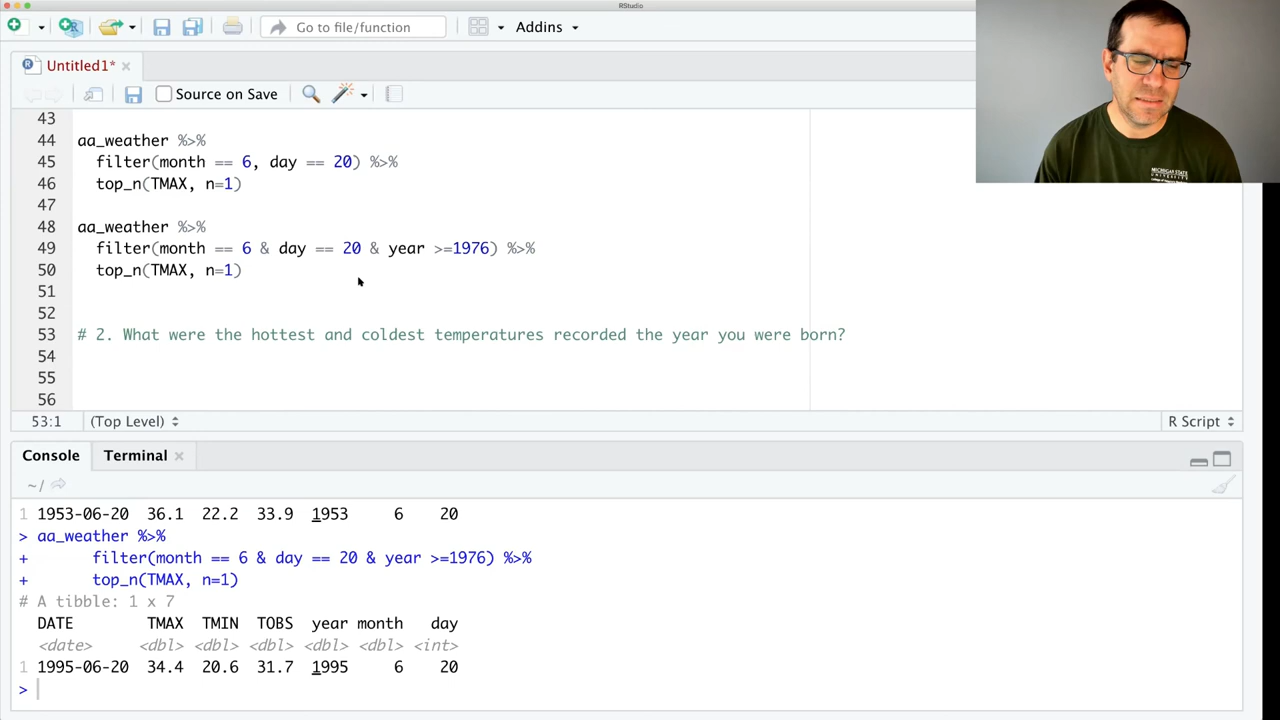 RStudio
Go to file/function
Addins
Untitled1*
Source on Save
43
44 aa_weather %>%
45 filter(month == 6, day == 20) %>%
46 top_n(TMAX, n=1)
47
48 aa_weather %>%
49 filter(month == 6 & day == 20 & year >=1976) %>%
50 top_n(TMAX, n=1)
51
52
53 # 2. What were the hottest and coldest temperatures recorded the year you were born?
54
55
56
53:1 (Top Level) R Script
Console Terminal
~/
1 1953-06-20 36.1 22.2 33.9 1953 6 20
> aa_weather %>%
+ filter(month == 6 & day == 20 & year >=1976) %>%
+ top_n(TMAX, n=1)
# A tibble: 1 x 7
DATE TMAX TMIN TOBS year month day
<date> <dbl> <dbl> <dbl> <dbl> <dbl> <int>
1 1995-06-20 34.4 20.6 31.7 1995 6 20
>
MICHIGAN STATE
UNIVERSITY